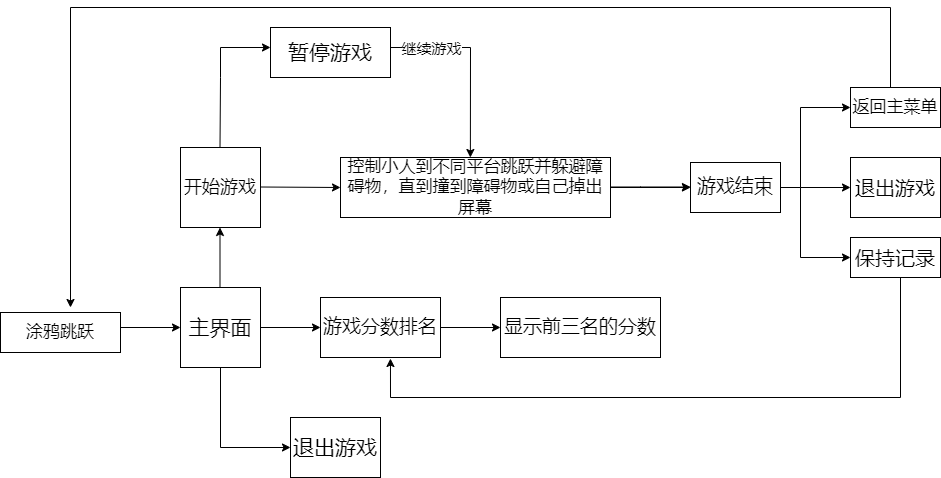 暂停游戏
继续游戏
返回主菜单
开始游戏
控制小人到不同平台跳跃并躲避障
碍物，直到撞到障碍物或自己掉出
屏幕
游戏结束
退出游戏
保持记录
涂鸦跳跃
主界面
游戏分数排名
显示前三名的分数
退出游戏